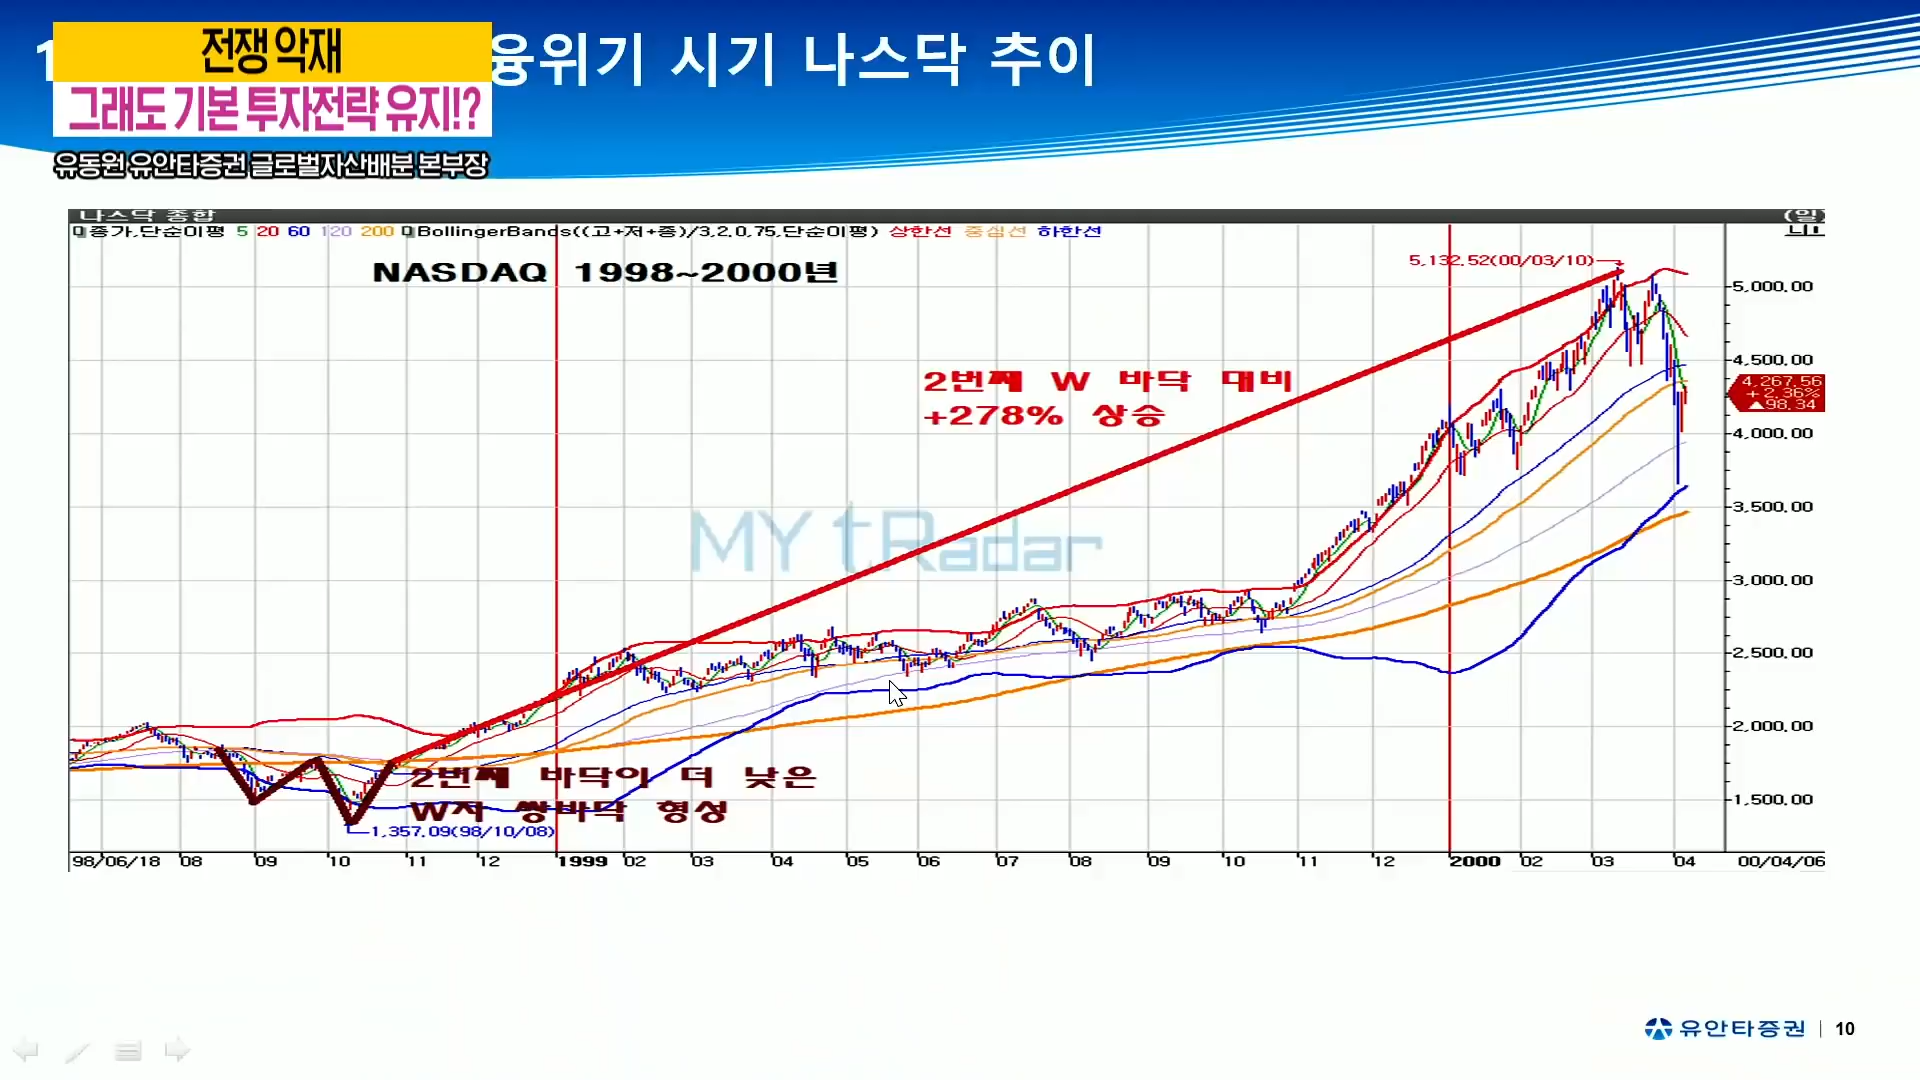 1
융위기 시기 나스닥 추이
전쟁 악재
그래도 기본 투자전략 유지!?
유동원 유안타증권 글로벌자산배분 본부장
나스닥 종합
(일)
종가,단순이평 5 20 60 120 200 BollingerBands((고+저+종)/3,2.0,75,단순이평) 상한선 중심선 하한선
NASDAQ 1998~2000년
5,132.52(00/03/10)
5,000.00
2번째 W 바닥 대비
+278% 상승
4,500.00
4,267.56
+2.36%
▲98.34
4,000.00
MY tRadar
3,500.00
3,000.00
2,500.00
2,000.00
2번째 바닥이 더 낮은
W자 쌍바닥 형성
1,500.00
1,357.09(98/10/08)
98/06/18 08 09 10 11 12 1999 02 03 04 05 06 07 08 09 10 11 12 2000 02 03 04 00/04/06
유안타증권 | 10